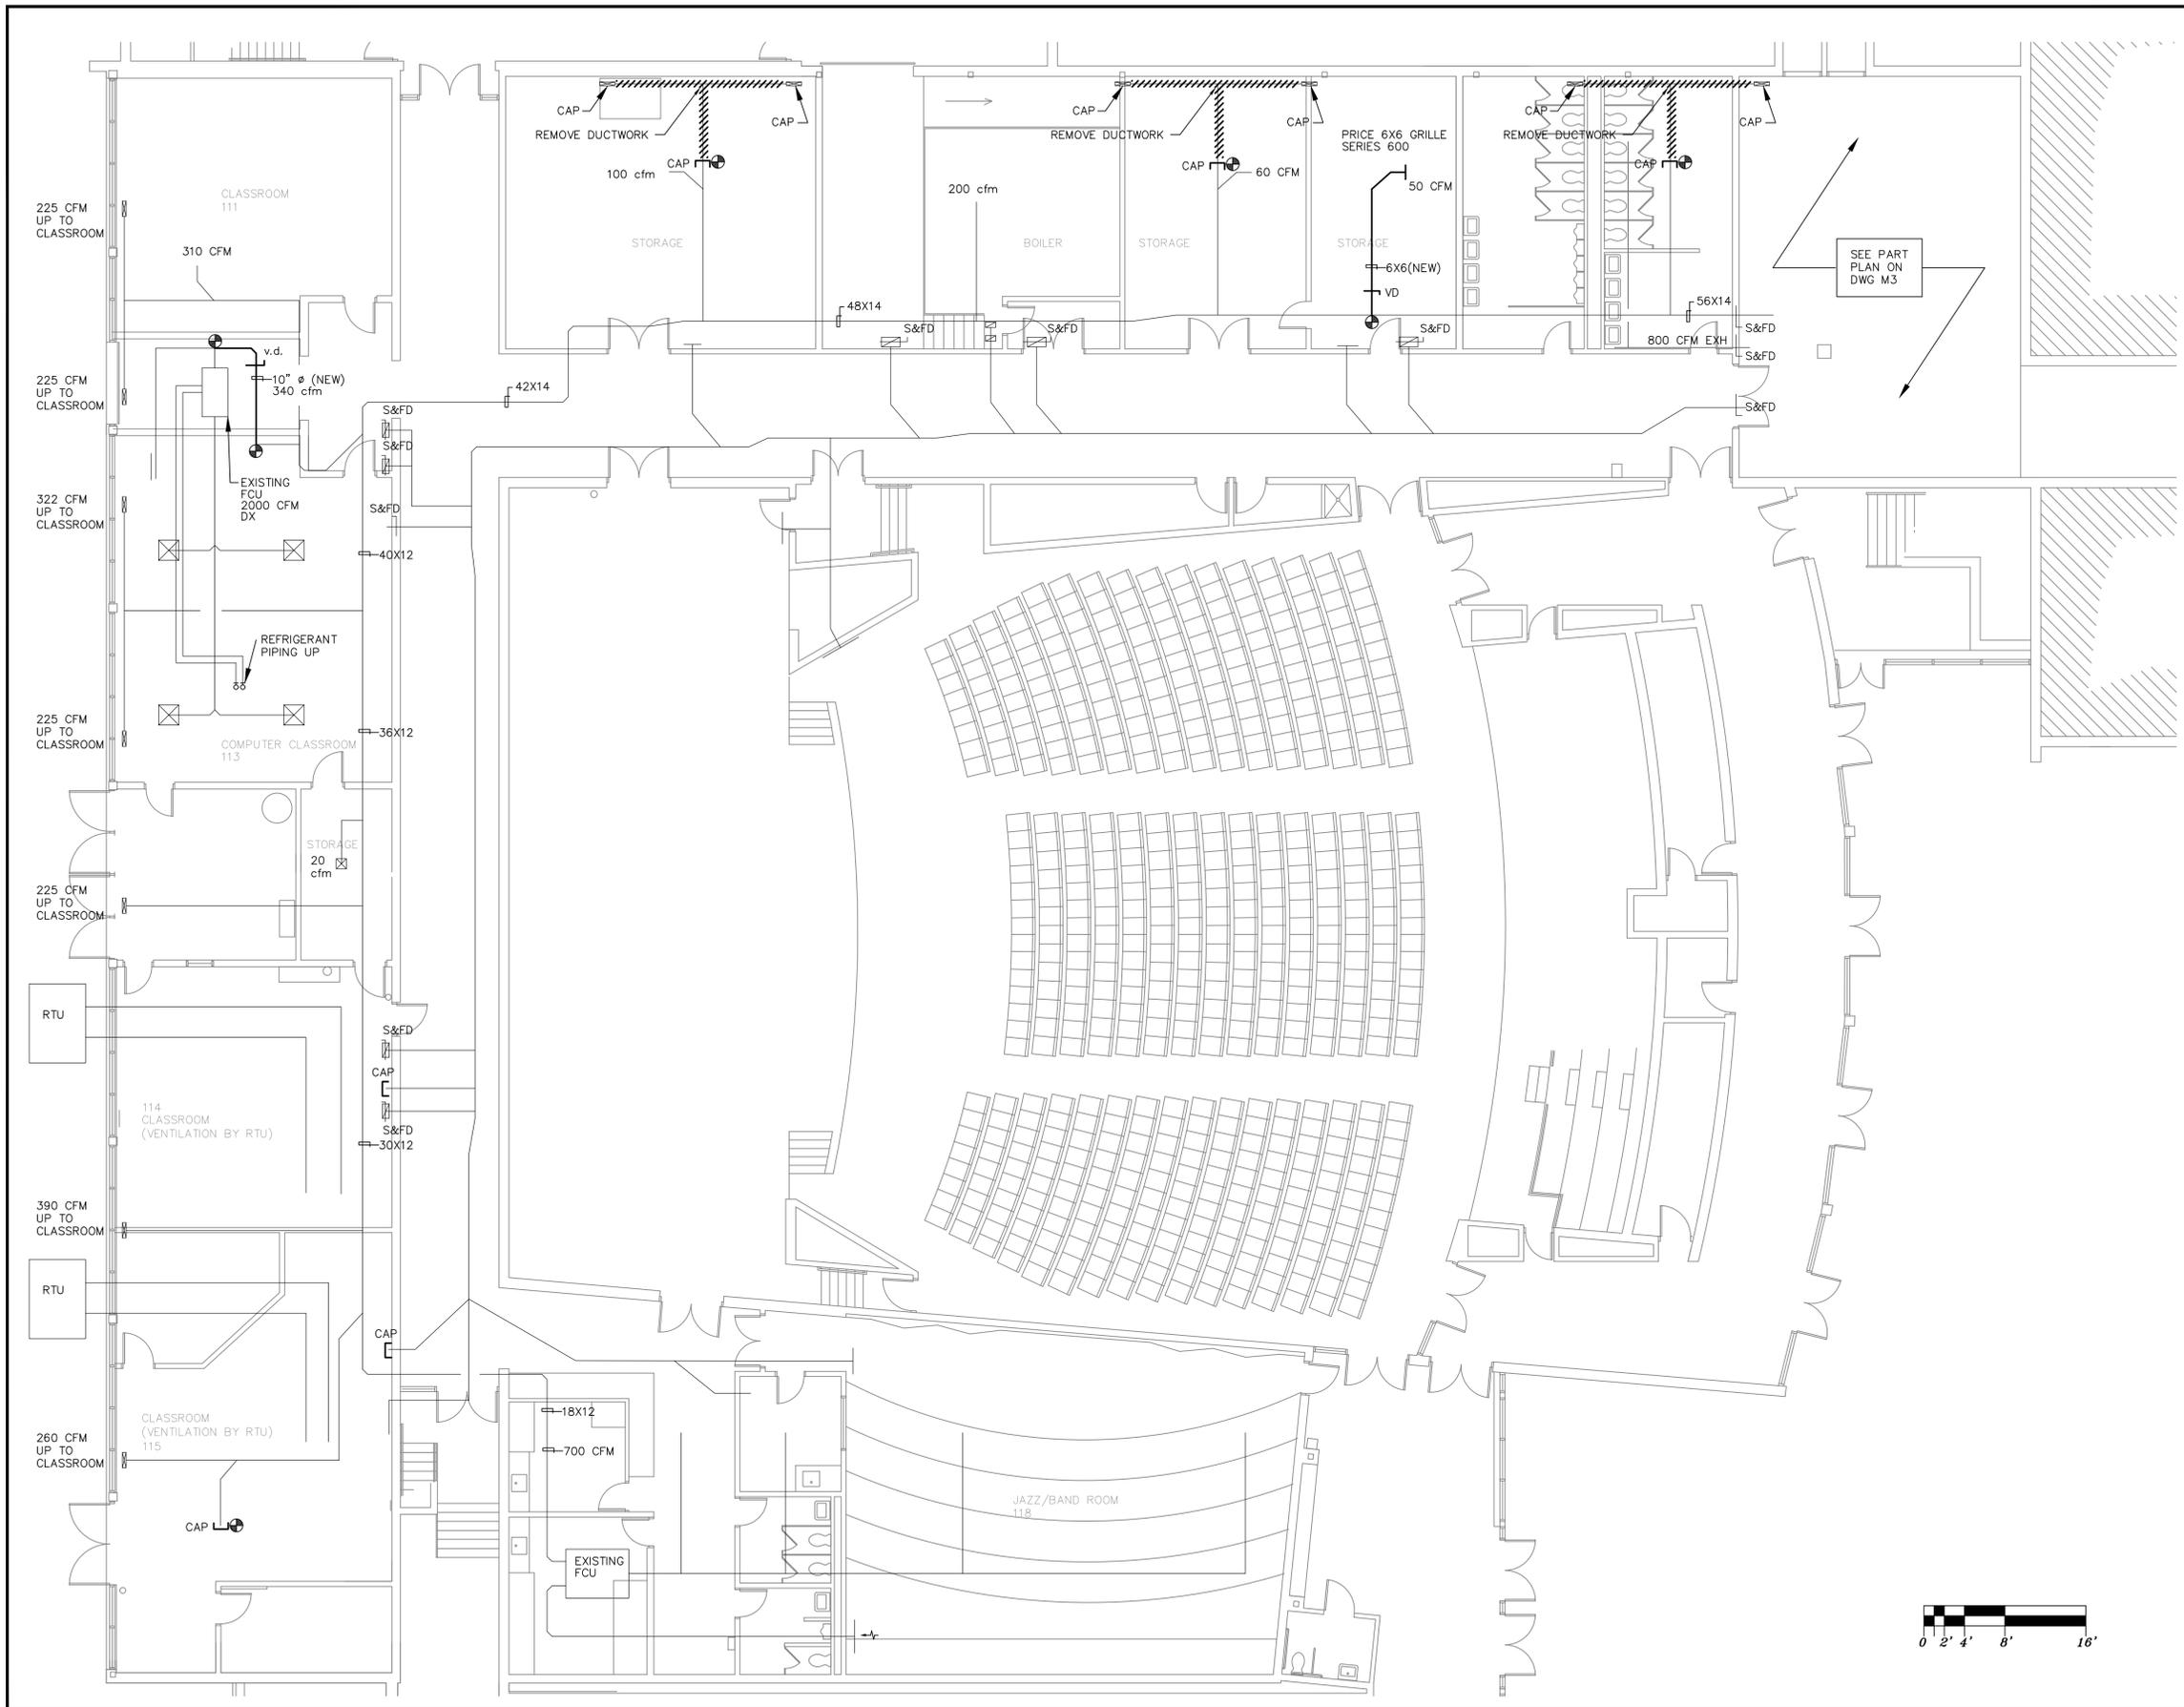 CAP
CAP
REMOVE DUCTWORK
CAP
100 cfm
STORAGE
200 cfm
BOILER
CAP
CAP
REMOVE DUCTWORK
CAP
60 CFM
STORAGE
PRICE 6X6 GRILLE
SERIES 600
50 CFM
STORAGE
6X6(NEW)
VD
CAP
CAP
REMOVE DUCTWORK
CAP
SEE PART
PLAN ON
DWG M3
CLASSROOM
111
225 CFM
UP TO
CLASSROOM
310 CFM
48X14
56X14
S&FD
S&FD
S&FD
S&FD
800 CFM EXH
S&FD
S&FD
v.d.
10" ø (NEW)
340 cfm
225 CFM
UP TO
CLASSROOM
42X14
S&FD
S&FD
EXISTING
FCU
2000 CFM
DX
322 CFM
UP TO
CLASSROOM
S&FD
40X12
REFRIGERANT
PIPING UP
225 CFM
UP TO
CLASSROOM
36X12
COMPUTER CLASSROOM
113
STORAGE
20
cfm
225 CFM
UP TO
CLASSROOM
RTU
S&FD
CAP
114
CLASSROOM
(VENTILATION BY RTU)
S&FD
30X12
390 CFM
UP TO
CLASSROOM
RTU
CAP
CLASSROOM
(VENTILATION BY RTU)
115
18X12
260 CFM
UP TO
CLASSROOM
700 CFM
CAP
JAZZ/BAND ROOM
118
EXISTING
FCU
0 2' 4' 8' 16'